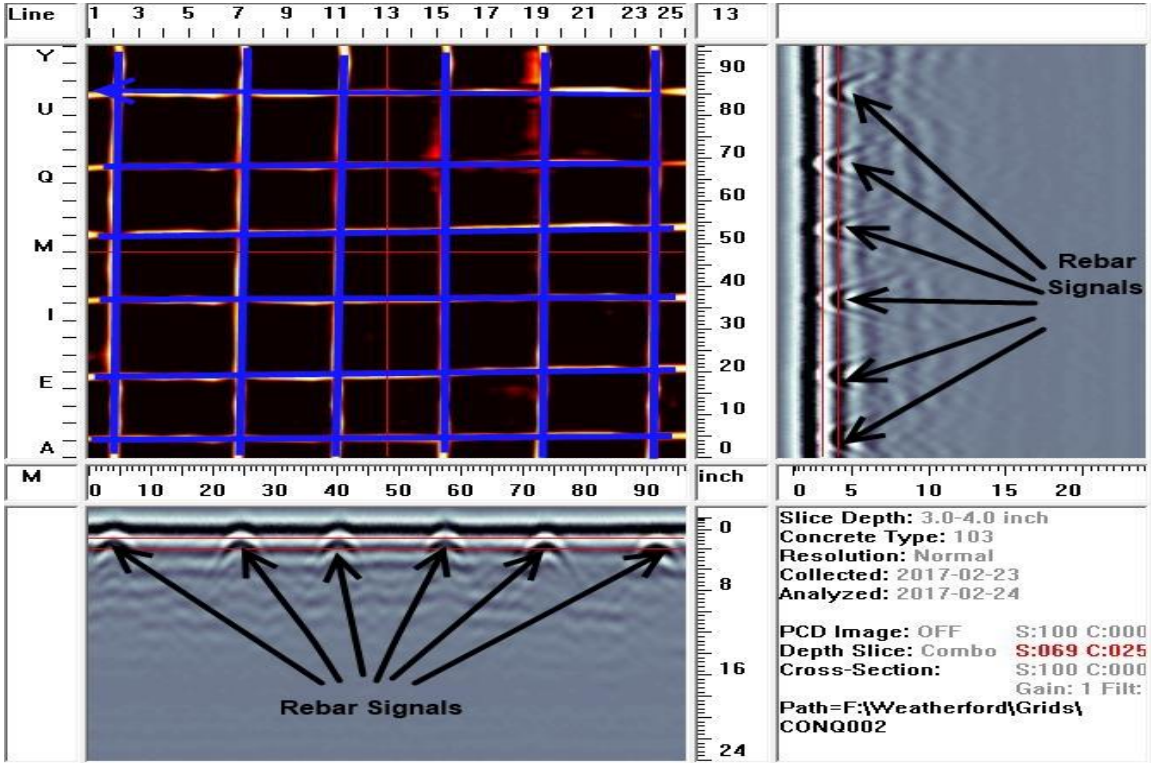 Line
1 3 5 7 9 11 13 15 17 19 21 23 25
13
Y
U
Q
M
I
E
A
90
80
70
60
50
40
30
20
10
0
Rebar
Signals
M
0 10 20 30 40 50 60 70 80 90
inch
0 5 10 15 20
0
8
16
24
Rebar Signals
Slice Depth: 3.0-4.0 inch
Concrete Type: 103
Resolution: Normal
Collected: 2017-02-23
Analyzed: 2017-02-24
PCD Image: OFF S:100 C:000
Depth Slice: Combo S:069 C:025
Cross-Section: S:100 C:000
Gain: 1 Filt:
Path=F:\Weatherford\Grids\
CONQ002